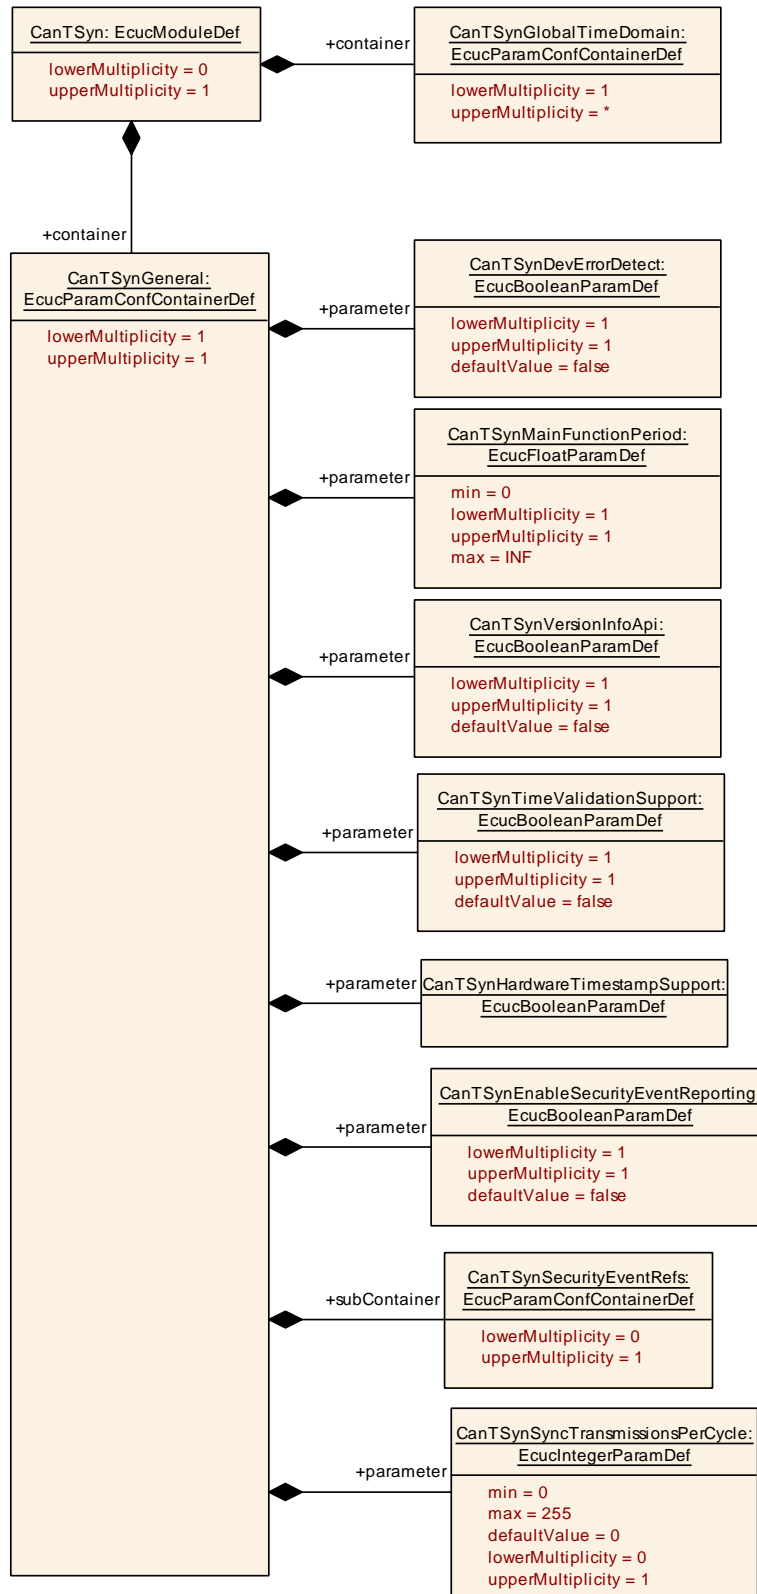 CanTSyn: EcucModuleDef
lowerMultiplicity = 0
upperMultiplicity = 1
+container
CanTSynGlobalTimeDomain:
EcucParamConfContainerDef
lowerMultiplicity = 1
upperMultiplicity = *
+container
CanTSynGeneral:
EcucParamConfContainerDef
lowerMultiplicity = 1
upperMultiplicity = 1
+parameter
CanTSynDevErrorDetect:
EcucBooleanParamDef
lowerMultiplicity = 1
upperMultiplicity = 1
defaultValue = false
+parameter
CanTSynMainFunctionPeriod:
EcucFloatParamDef
min = 0
lowerMultiplicity = 1
upperMultiplicity = 1
max = INF
+parameter
CanTSynVersionInfoApi:
EcucBooleanParamDef
lowerMultiplicity = 1
upperMultiplicity = 1
defaultValue = false
+parameter
CanTSynTimeValidationSupport:
EcucBooleanParamDef
lowerMultiplicity = 1
upperMultiplicity = 1
defaultValue = false
+parameter
CanTSynHardwareTimestampSupport:
EcucBooleanParamDef
+parameter
CanTSynEnableSecurityEventReporting
EcucBooleanParamDef
lowerMultiplicity = 1
upperMultiplicity = 1
defaultValue = false
+subContainer
CanTSynSecurityEventRefs:
EcucParamConfContainerDef
lowerMultiplicity = 0
upperMultiplicity = 1
+parameter
CanTSynSyncTransmissionsPerCycle:
EcucIntegerParamDef
min = 0
max = 255
defaultValue = 0
lowerMultiplicity = 0
upperMultiplicity = 1